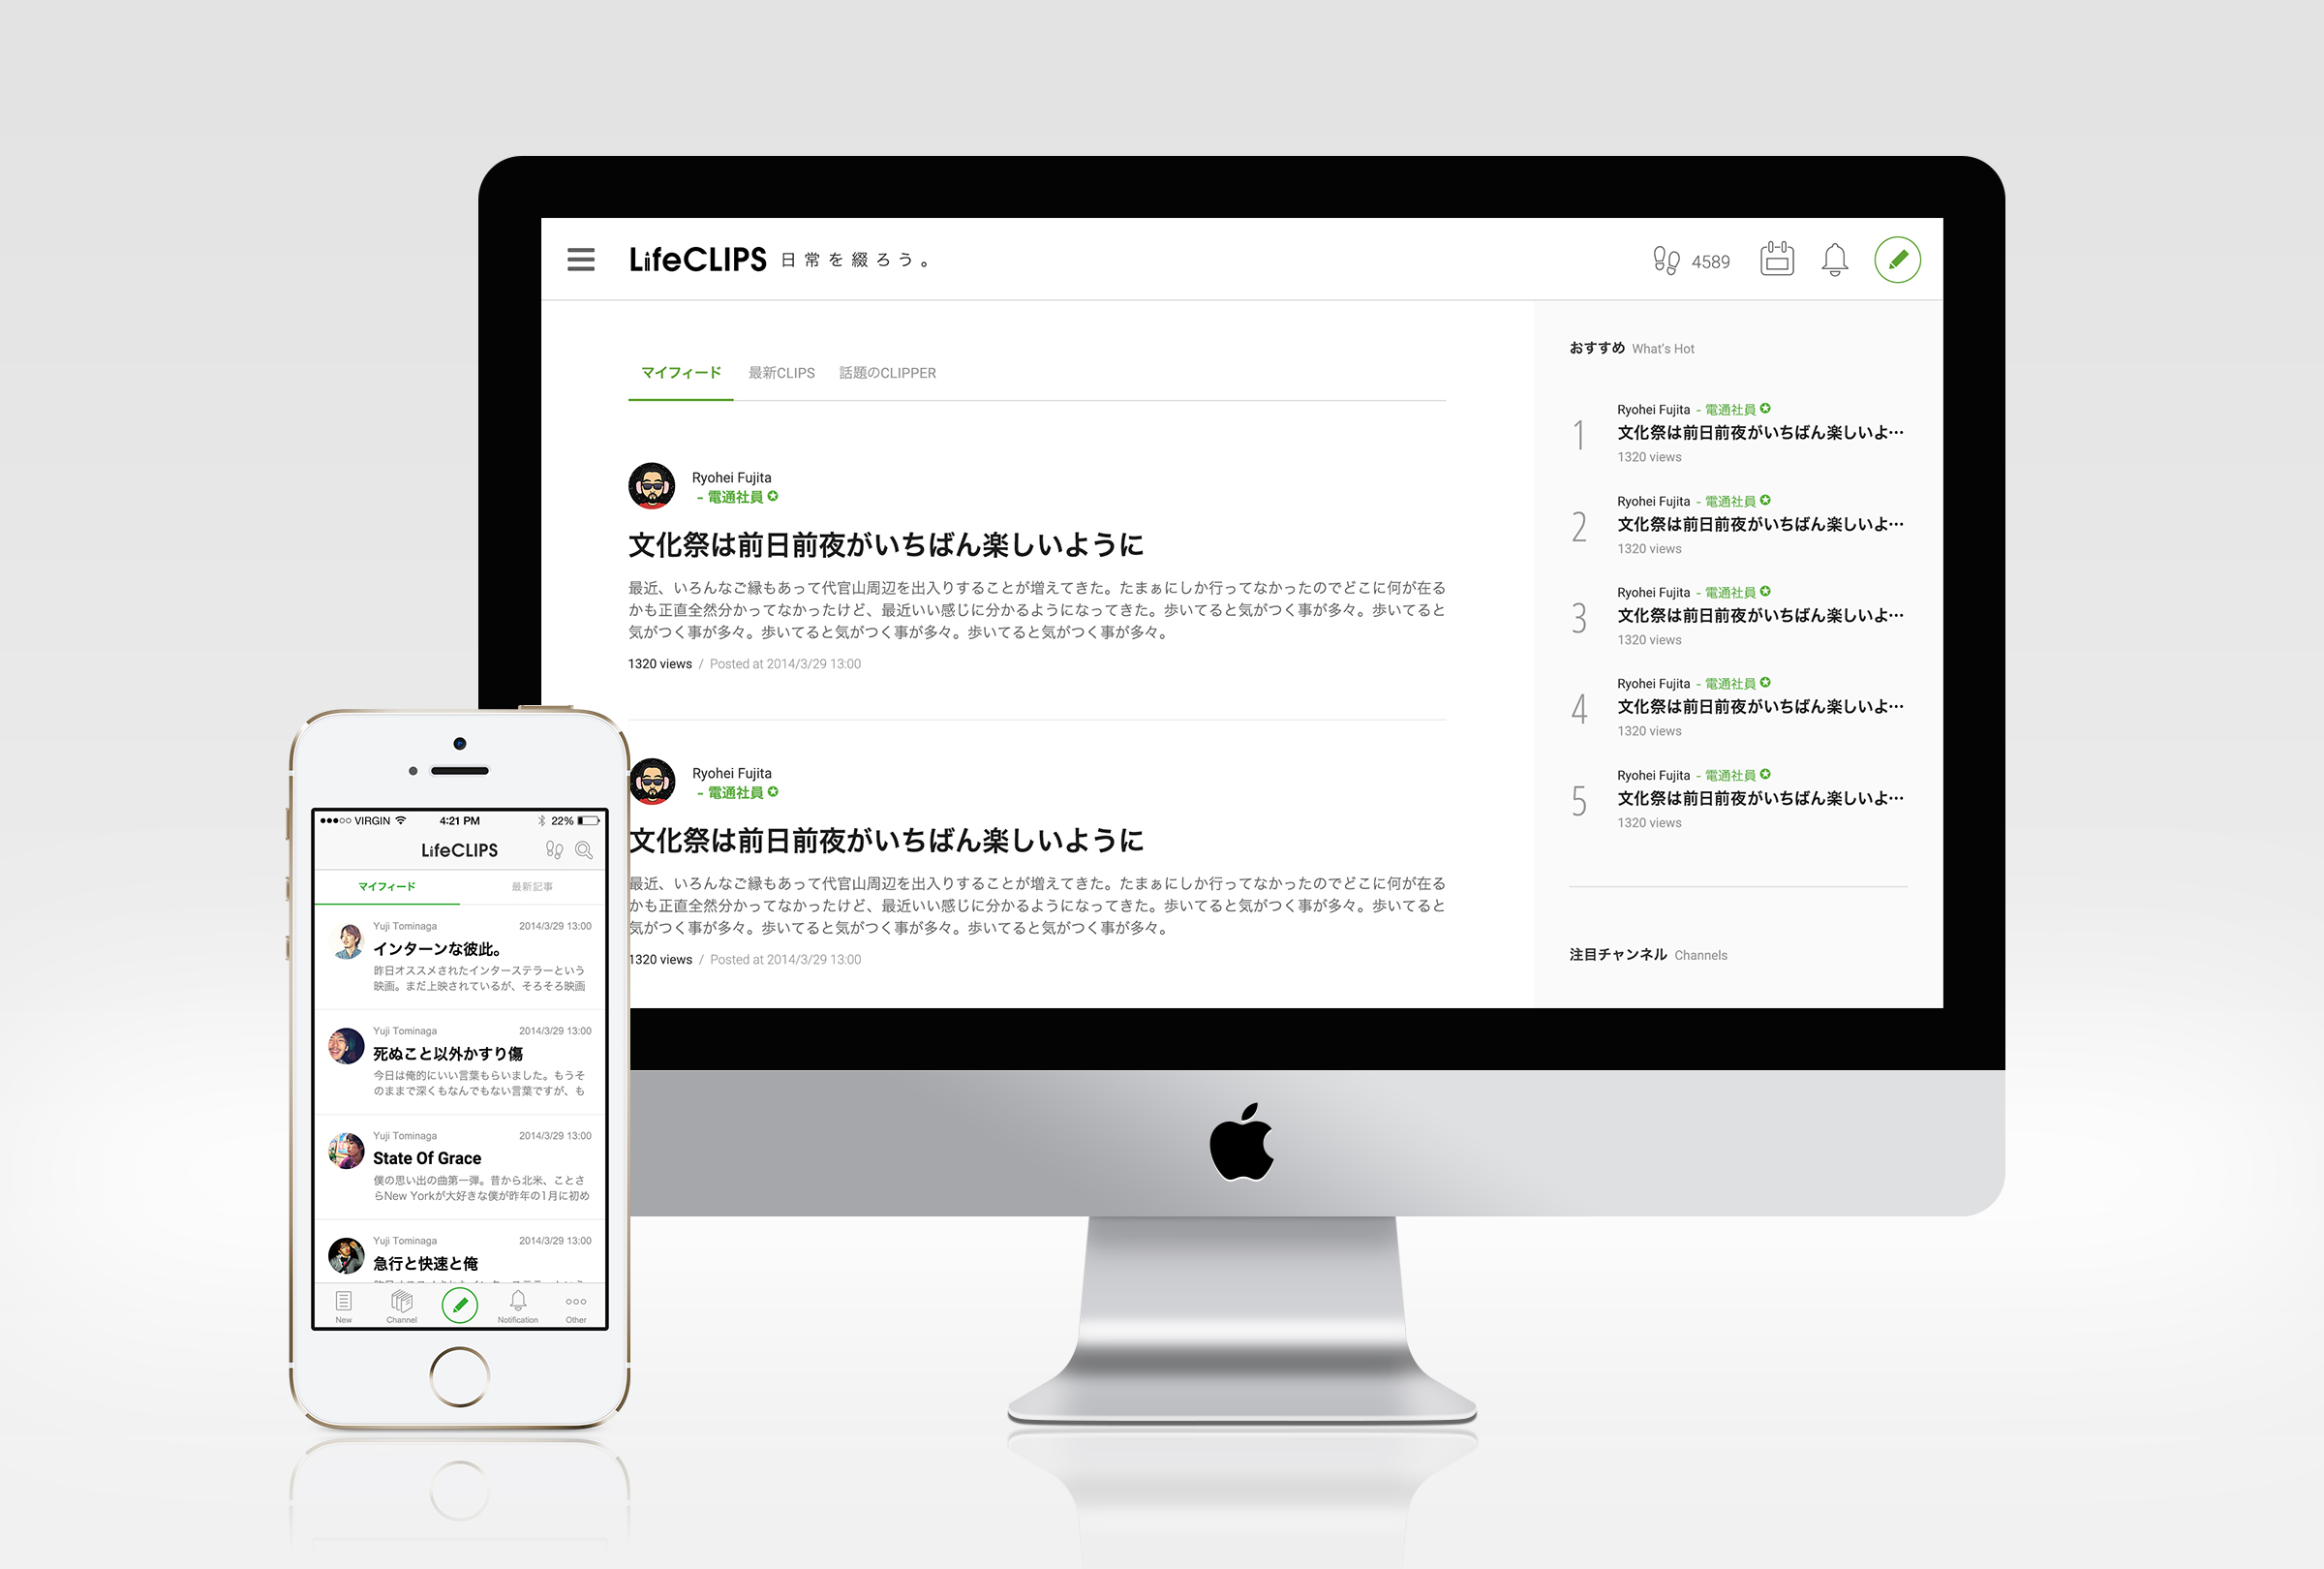 LifeCLIPS 日常を綴ろう。
4589
マイフィード 最新CLIPS 話題のCLIPPER
Ryohei Fujita
- 電通社員
文化祭は前日前夜がいちばん楽しいように
最近、いろんなご縁もあって代官山周辺を出入りすることが増えてきた。たまぁにしか行ってなかったのでどこに何が在る
かも正直全然分かってなかったけど、最近いい感じに分かるようになってきた。歩いてると気がつく事が多々。歩いてると
気がつく事が多々。歩いてると気がつく事が多々。歩いてると気がつく事が多々。
1320 views / Posted at 2014/3/29 13:00
Ryohei Fujita
- 電通社員
文化祭は前日前夜がいちばん楽しいように
最近、いろんなご縁もあって代官山周辺を出入りすることが増えてきた。たまぁにしか行ってなかったのでどこに何が在る
かも正直全然分かってなかったけど、最近いい感じに分かるようになってきた。歩いてると気がつく事が多々。歩いてると
気がつく事が多々。歩いてると気がつく事が多々。歩いてると気がつく事が多々。
1320 views / Posted at 2014/3/29 13:00
おすすめ What's Hot
1
Ryohei Fujita - 電通社員
文化祭は前日前夜がいちばん楽しいよ…
1320 views
2
Ryohei Fujita - 電通社員
文化祭は前日前夜がいちばん楽しいよ…
1320 views
3
Ryohei Fujita - 電通社員
文化祭は前日前夜がいちばん楽しいよ…
1320 views
4
Ryohei Fujita - 電通社員
文化祭は前日前夜がいちばん楽しいよ…
1320 views
5
Ryohei Fujita - 電通社員
文化祭は前日前夜がいちばん楽しいよ…
1320 views
注目チャンネル Channels
VIRGIN 4:21 PM 22%
LifeCLIPS
マイフィード 最新記事
Yuji Tominaga 2014/3/29 13:00
インターンな彼此。
昨日オススメされたインターステラーという
映画。まだ上映されているが、そろそろ映画
Yuji Tominaga 2014/3/29 13:00
死ぬこと以外かすり傷
今日は俺的にいい言葉もらいました。もうそ
のままで深くもなんでもない言葉ですが、も
Yuji Tominaga 2014/3/29 13:00
State Of Grace
僕の思い出の曲第一弾。昔から北米、ことさ
らNew Yorkが大好きな僕が昨年の1月に初め
Yuji Tominaga 2014/3/29 13:00
急行と快速と俺
New Channel Notification Other